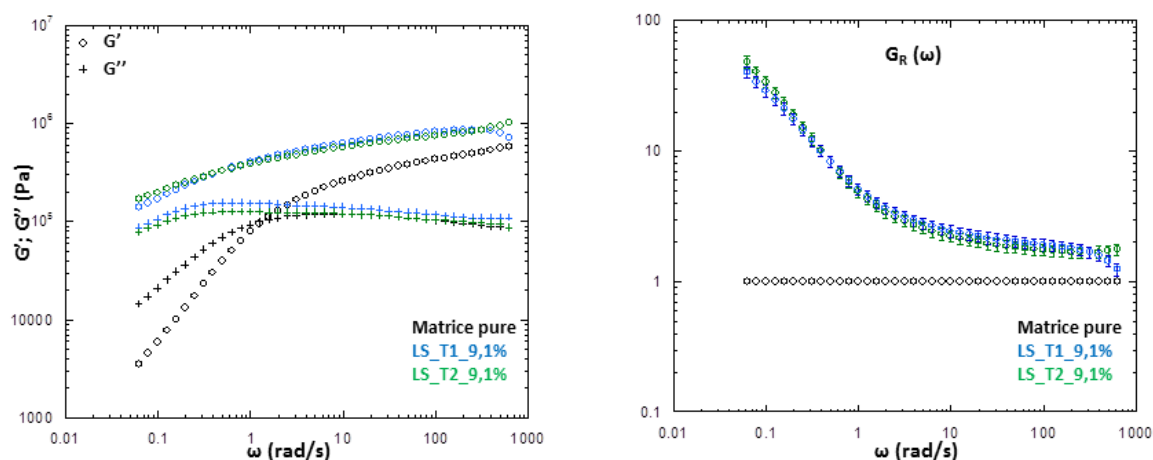 10⁷
○ G'
+ G''
10⁶
10⁵
10000
1000
G'; G'' (Pa)
Matrice pure
LS_T1_9,1%
LS_T2_9,1%
0.01 0.1 1 10 100 1000
ω (rad/s)
100
10
1
0.1
G_R (ω)
Matrice pure
LS_T1_9,1%
LS_T2_9,1%
0.01 0.1 1 10 100 1000
ω (rad/s)